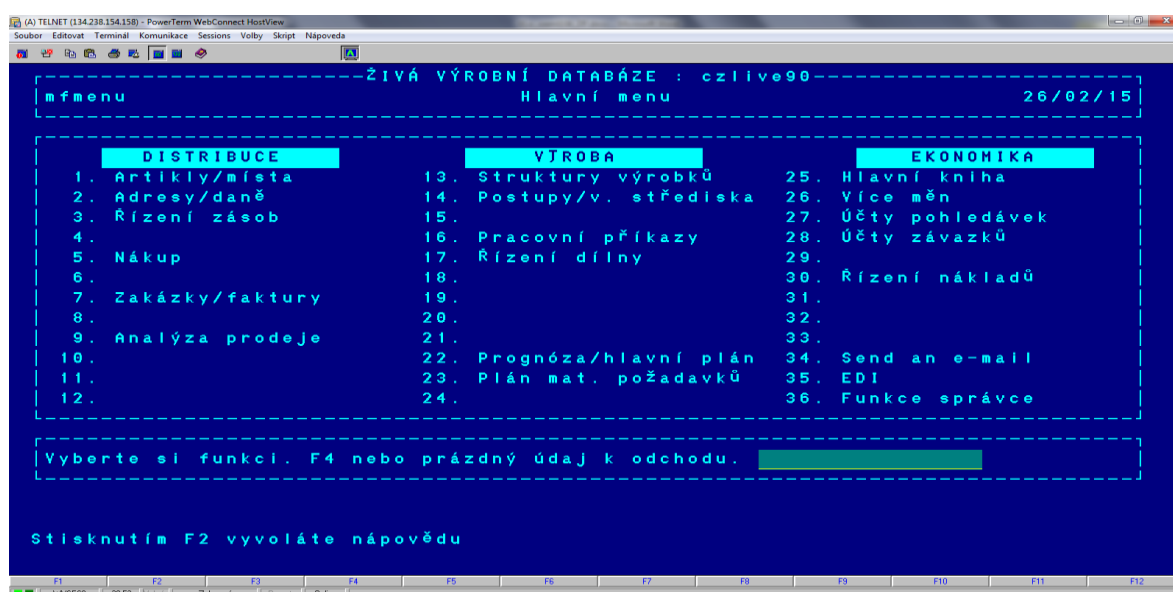 (A) TELNET (134.238.154.158) - PowerTerm WebConnect HostView
Soubor Editovat Terminál Komunikace Sessions Volby Skript Nápověda
ŽIVÁ VÝROBNÍ DATABÁZE : czlive90
mfmenu Hlavní menu 26/02/15
DISTRIBUCE VJROBA EKONOMIKA
1. Artikly/místa 13. Struktury výrobků 25. Hlavní kniha
2. Adresy/daně 14. Postupy/v. střediska 26. Více měn
3. Řízení zásob 15. 27. Účty pohledávek
4. 16. Pracovní příkazy 28. Účty závazků
5. Nákup 17. Řízení dílny 29.
6. 18. 30. Řízení nákladů
7. Zakázky/faktury 19. 31.
8. 20. 32.
9. Analýza prodeje 21. 33.
10. 22. Prognóza/hlavní plán 34. Send an e-mail
11. 23. Plán mat. požadavků 35. EDI
12. 24. 36. Funkce správce
Vyberte si funkci. F4 nebo prázdný údaj k odchodu.
Stisknutím F2 vyvoláte nápovědu
F1 F2 F3 F4 F5 F6 F7 F8 F9 F10 F11 F12